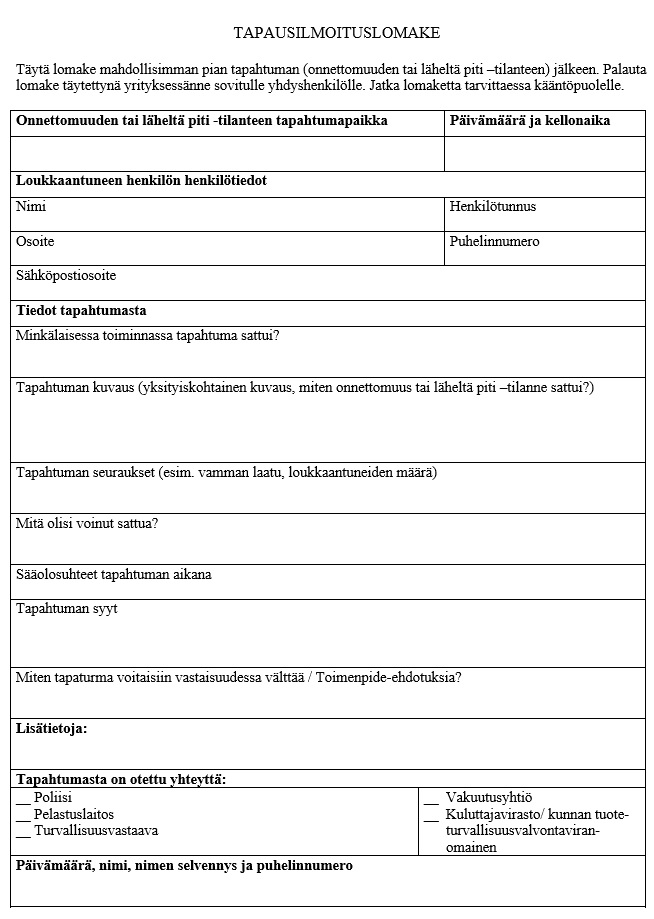 TAPAUSILMOITUSLOMAKE
Täytä lomake mahdollisimman pian tapahtuman (onnettomuuden tai läheltä piti –tilanteen) jälkeen. Palauta
lomake täytettynä yrityksessänne sovitulle yhdyshenkilölle. Jatka lomaketta tarvittaessa kääntöpuolelle.
Onnettomuuden tai läheltä piti -tilanteen tapahtumapaikka
Päivämäärä ja kellonaika
Loukkaantuneen henkilön henkilötiedot
Nimi
Henkilötunnus
Osoite
Puhelinnumero
Sähköpostiosoite
Tiedot tapahtumasta
Minkälaisessa toiminnassa tapahtuma sattui?
Tapahtuman kuvaus (yksityiskohtainen kuvaus, miten onnettomuus tai läheltä piti –tilanne sattui?)
Tapahtuman seuraukset (esim. vamman laatu, loukkaantuneiden määrä)
Mitä olisi voinut sattua?
Sääolosuhteet tapahtuman aikana
Tapahtuman syyt
Miten tapaturma voitaisiin vastaisuudessa välttää / Toimenpide-ehdotuksia?
Lisätietoja:
Tapahtumasta on otettu yhteyttä:
__ Poliisi
__ Pelastuslaitos
__ Turvallisuusvastaava
__ Vakuutusyhtiö
__ Kuluttajavirasto/ kunnan tuote-
turvallisuusvalvontaviran-
omainen
Päivämäärä, nimi, nimen selvennys ja puhelinnumero